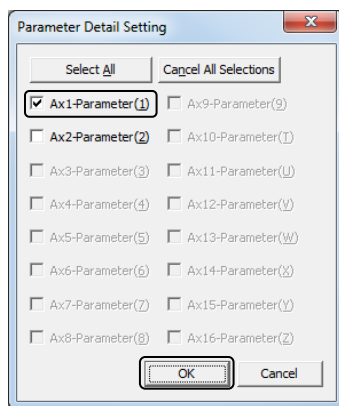 Parameter Detail Setting
Select All Cancel All Selections
Ax1-Parameter(1) Ax9-Parameter(9)
Ax2-Parameter(2) Ax10-Parameter(T)
Ax3-Parameter(3) Ax11-Parameter(U)
Ax4-Parameter(4) Ax12-Parameter(V)
Ax5-Parameter(5) Ax13-Parameter(W)
Ax6-Parameter(6) Ax14-Parameter(X)
Ax7-Parameter(7) Ax15-Parameter(Y)
Ax8-Parameter(8) Ax16-Parameter(Z)
OK Cancel